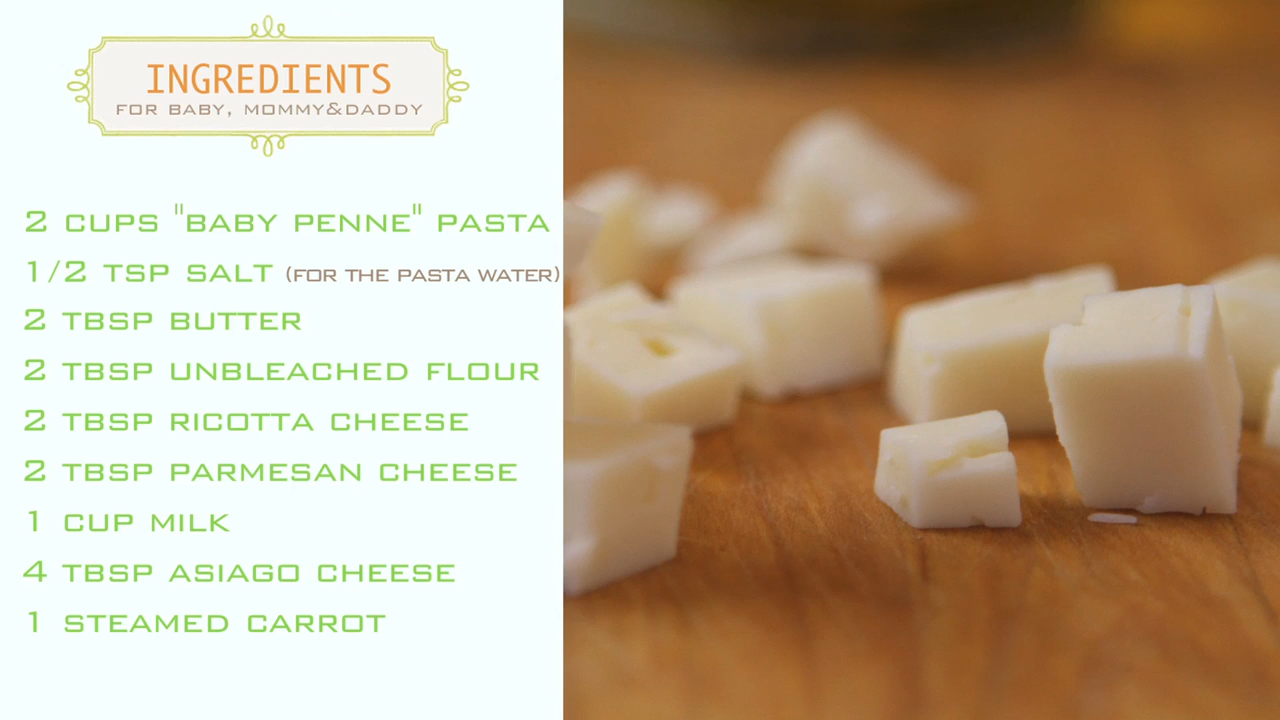 INGREDIENTS
FOR BABY, MOMMY&DADDY
2 CUPS "BABY PENNE" PASTA
1/2 TSP SALT (FOR THE PASTA WATER)
2 TBSP BUTTER
2 TBSP UNBLEACHED FLOUR
2 TBSP RICOTTA CHEESE
2 TBSP PARMESAN CHEESE
1 CUP MILK
4 TBSP ASIAGO CHEESE
1 STEAMED CARROT